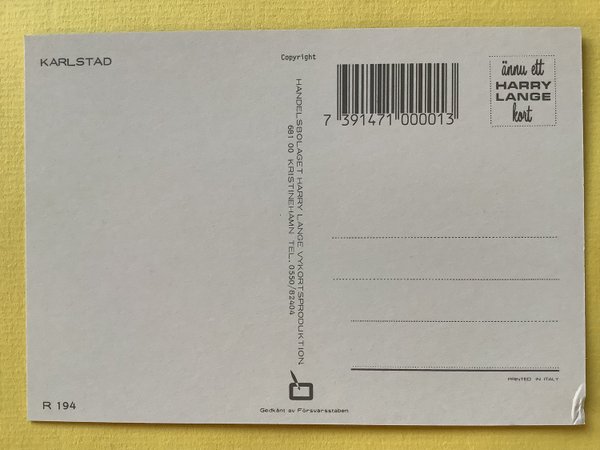 KARLSTAD
Copyright
HANDELSBOLAGET HARRY LANGE VYKORTSPRODUKTION
681 00 KRISTINEHAMN TEL. 0550/82404
7 391471 000013
ännu ett
HARRY
LANGE
kort
PRINTED IN ITALY
R 194
Godkänt av Försvarsstaben